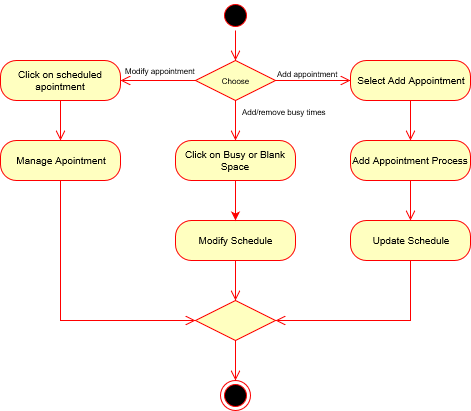 Click on scheduled
apointment
Modify appointment
Choose
Add appointment
Select Add Appointment
Add/remove busy times
Manage Apointment
Click on Busy or Blank
Space
Add Appointment Process
Modify Schedule
Update Schedule